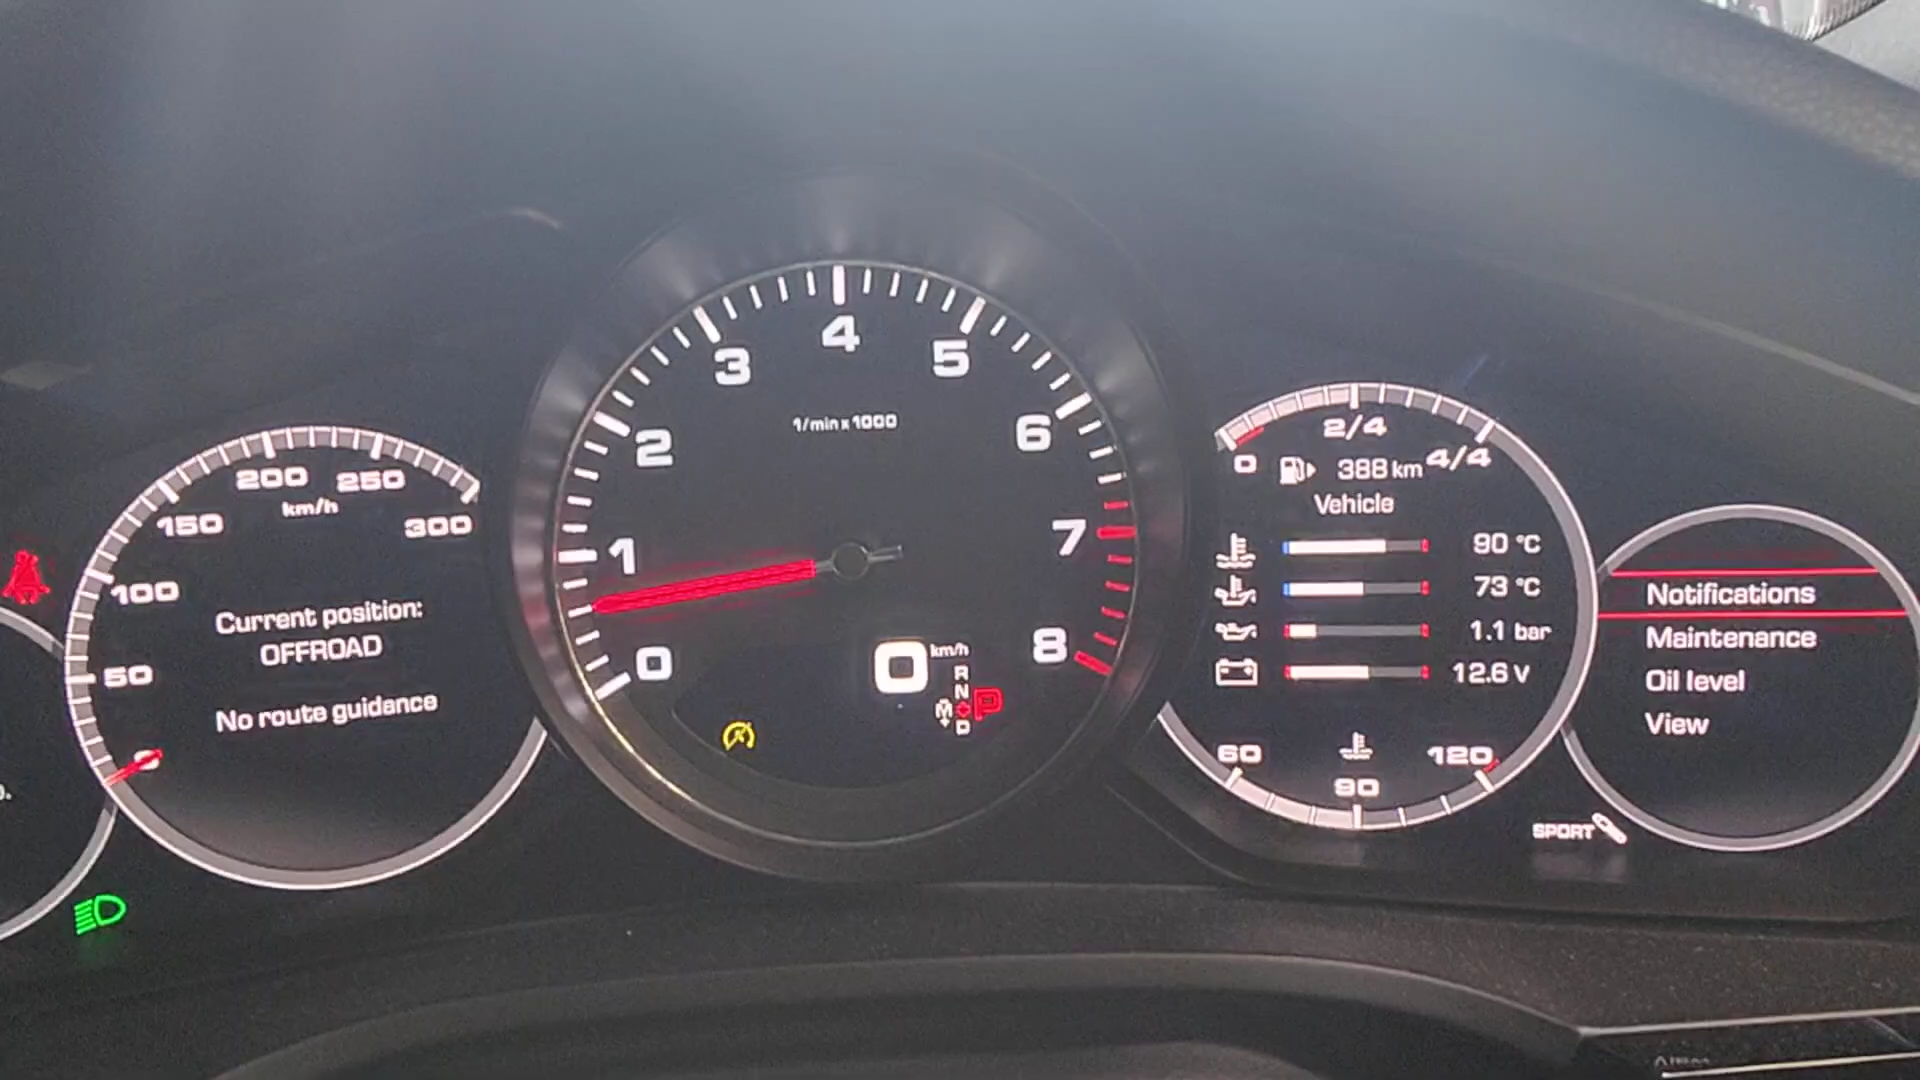 50
100
150
200
250
300
km/h
Current position:
OFFROAD
No route guidance
0
1
2
3
4
5
6
7
8
1/min x 1000
0 km/h
R
N
M
D
P
0
2/4
4/4
388 km
Vehicle
90 °C
73 °C
1.1 bar
12.6 V
60
90
120
SPORT
Notifications
Maintenance
Oil level
View